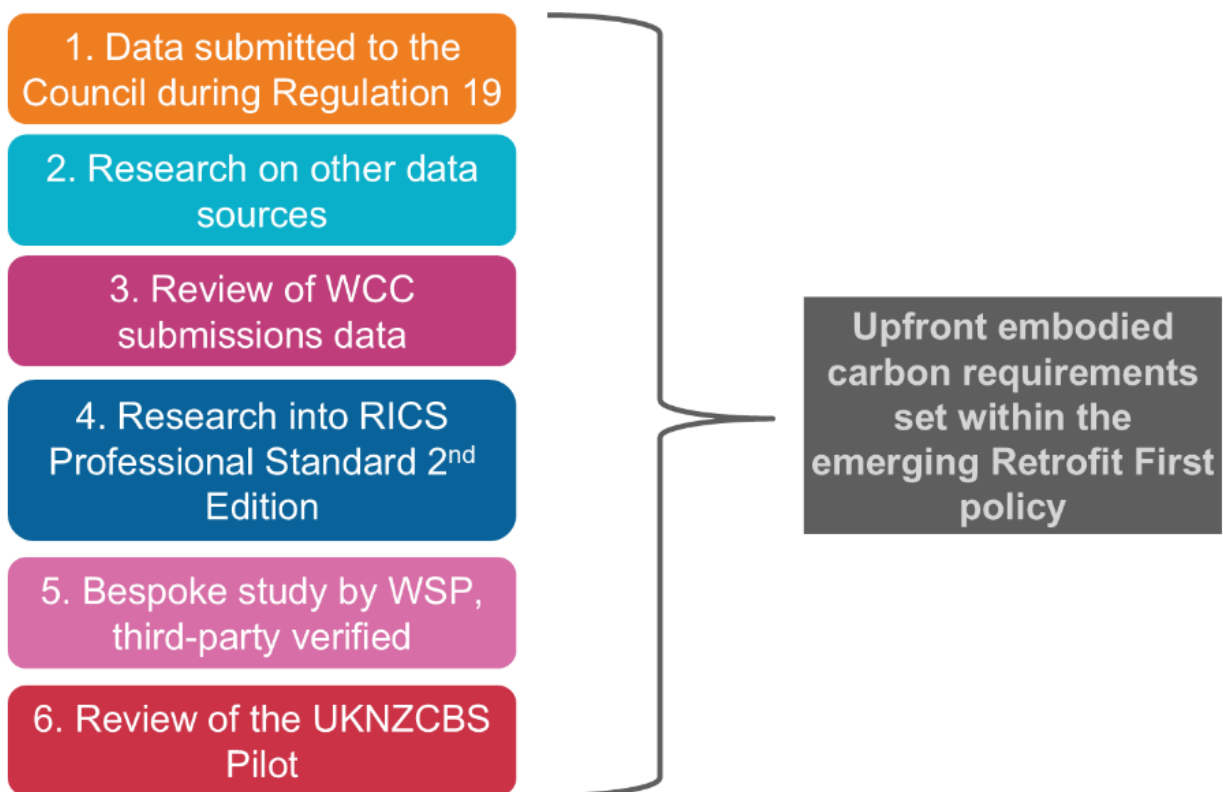 1. Data submitted to the
Council during Regulation 19
2. Research on other data
sources
3. Review of WCC
submissions data
4. Research into RICS
Professional Standard 2nd
Edition
5. Bespoke study by WSP,
third-party verified
6. Review of the UKNZCBS
Pilot
Upfront embodied
carbon requirements
set within the
emerging Retrofit First
policy